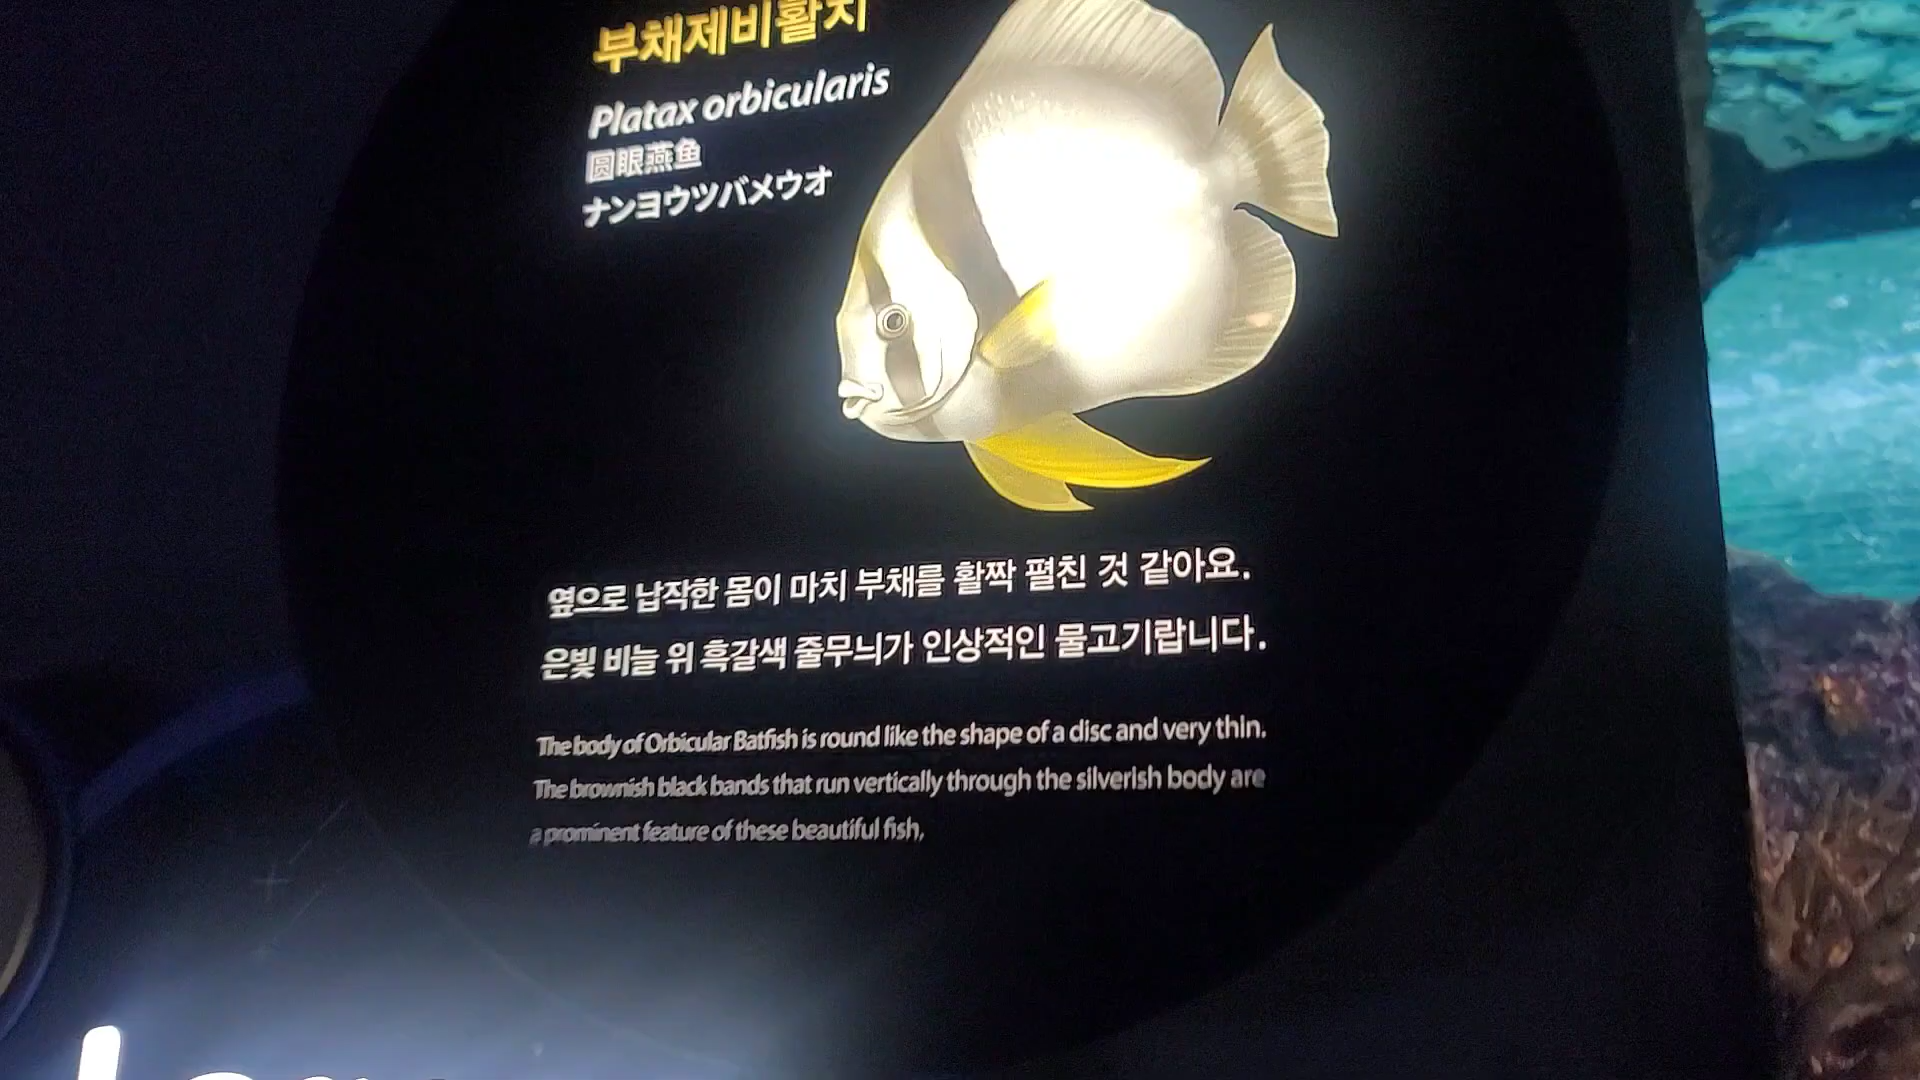 부채제비활치
Platax orbicularis
圆眼燕鱼
ナンヨウツバメウオ
옆으로 납작한 몸이 마치 부채를 활짝 펼친 것 같아요.
은빛 비늘 위 흑갈색 줄무늬가 인상적인 물고기랍니다.
The body of Orbicular Batfish is round like the shape of a disc and very thin.
The brownish black bands that run vertically through the silverish body are
a prominent feature of these beautiful fish,